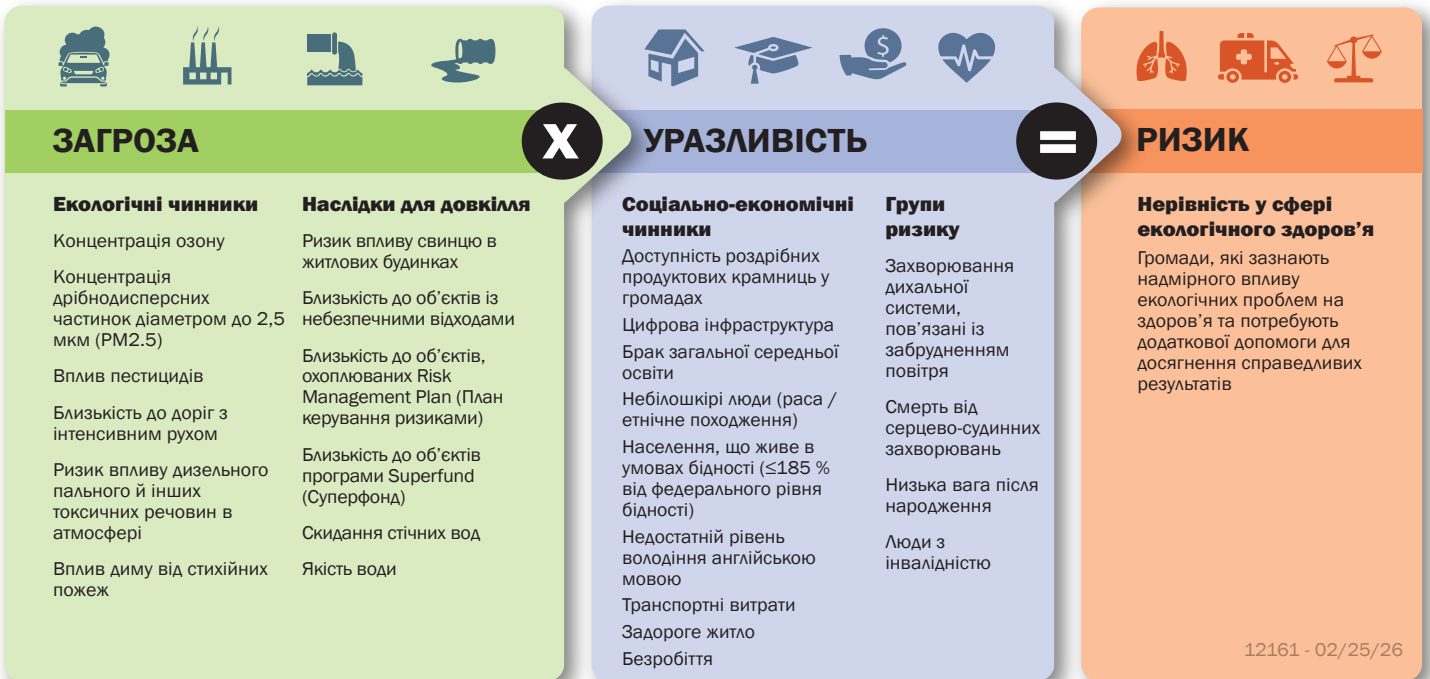 ЗАГРОЗА
X
УРАЗЛИВІСТЬ
=
РИЗИК
Екологічні чинники
Концентрація озону
Концентрація
дрібнодисперсних
частинок діаметром до 2,5
мкм (PM2.5)
Вплив пестицидів
Близькість до доріг з
інтенсивним рухом
Ризик впливу дизельного
пального й інших
токсичних речовин в
атмосфері
Вплив диму від стихійних
пожеж
Наслідки для довкілля
Ризик впливу свинцю в
житлових будинках
Близькість до об’єктів із
небезпечними відходами
Близькість до об’єктів,
охоплюваних Risk
Management Plan (План
керування ризиками)
Близькість до об’єктів
програми Superfund
(Суперфонд)
Скидання стічних вод
Якість води
Соціально-економічні
чинники
Доступність роздрібних
продуктових крамниць у
громадах
Цифрова інфраструктура
Брак загальної середньої
освіти
Небілошкірі люди (раса /
етнічне походження)
Населення, що живе в
умовах бідності (≤185 %
від федерального рівня
бідності)
Недостатній рівень
володіння англійською
мовою
Транспортні витрати
Задороге житло
Безробіття
Групи
ризику
Захворювання
дихальної
системи,
пов’язані із
забрудненням
повітря
Смерть від
серцево-судинних
захворювань
Низька вага після
народження
Люди з
інвалідністю
Нерівність у сфері
екологічного здоров’я
Громади, які зазнають
надмірного впливу
екологічних проблем на
здоров’я та потребують
додаткової допомоги для
досягнення справедливих
результатів
$
12161 - 02/25/26